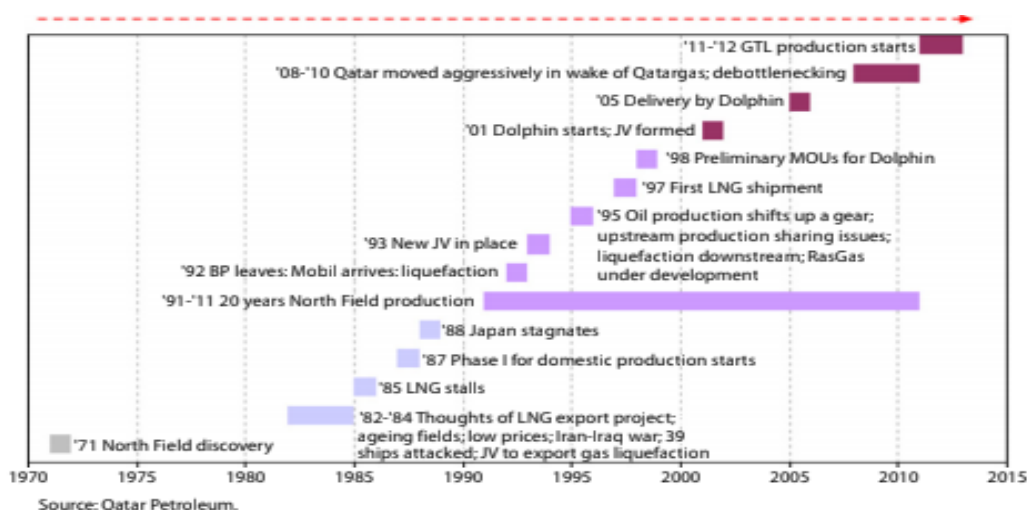 '11-'12 GTL production starts
'08-'10 Qatar moved aggressively in wake of Qatargas; debottlenecking
'05 Delivery by Dolphin
'01 Dolphin starts; JV formed
'98 Preliminary MOUs for Dolphin
'97 First LNG shipment
'95 Oil production shifts up a gear;
upstream production sharing issues;
liquefaction downstream; RasGas
under development
'93 New JV in place
'92 BP leaves: Mobil arrives: liquefaction
'91-'11 20 years North Field production
'88 Japan stagnates
'87 Phase I for domestic production starts
'85 LNG stalls
'82-'84 Thoughts of LNG export project;
ageing fields; low prices; Iran-Iraq war; 39
ships attacked; JV to export gas liquefaction
'71 North Field discovery
1970 1975 1980 1985 1990 1995 2000 2005 2010 2015
Source: Qatar Petroleum.